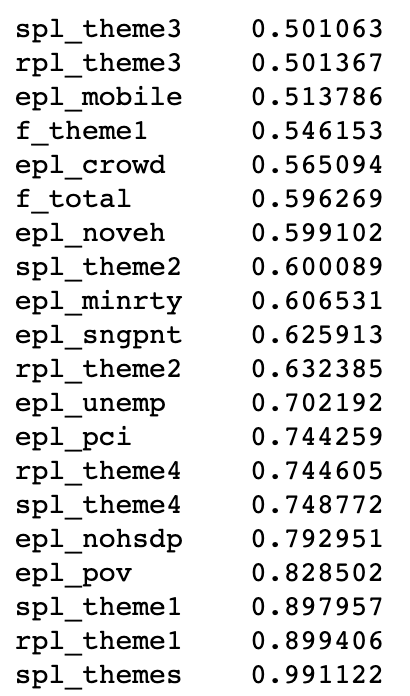 spl_theme3 0.501063
rpl_theme3 0.501367
epl_mobile 0.513786
f_theme1 0.546153
epl_crowd 0.565094
f_total 0.596269
epl_noveh 0.599102
spl_theme2 0.600089
epl_minrty 0.606531
epl_sngpnt 0.625913
rpl_theme2 0.632385
epl_unemp 0.702192
epl_pci 0.744259
rpl_theme4 0.744605
spl_theme4 0.748772
epl_nohsdp 0.792951
epl_pov 0.828502
spl_theme1 0.897957
rpl_theme1 0.899406
spl_themes 0.991122